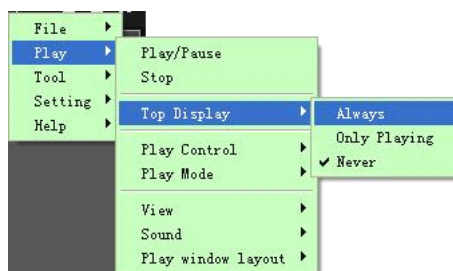 File
Play
Tool
Setting
Help
Play/Pause
Stop
Top Display
Play Control
Play Mode
View
Sound
Play window layout
Always
Only Playing
Never